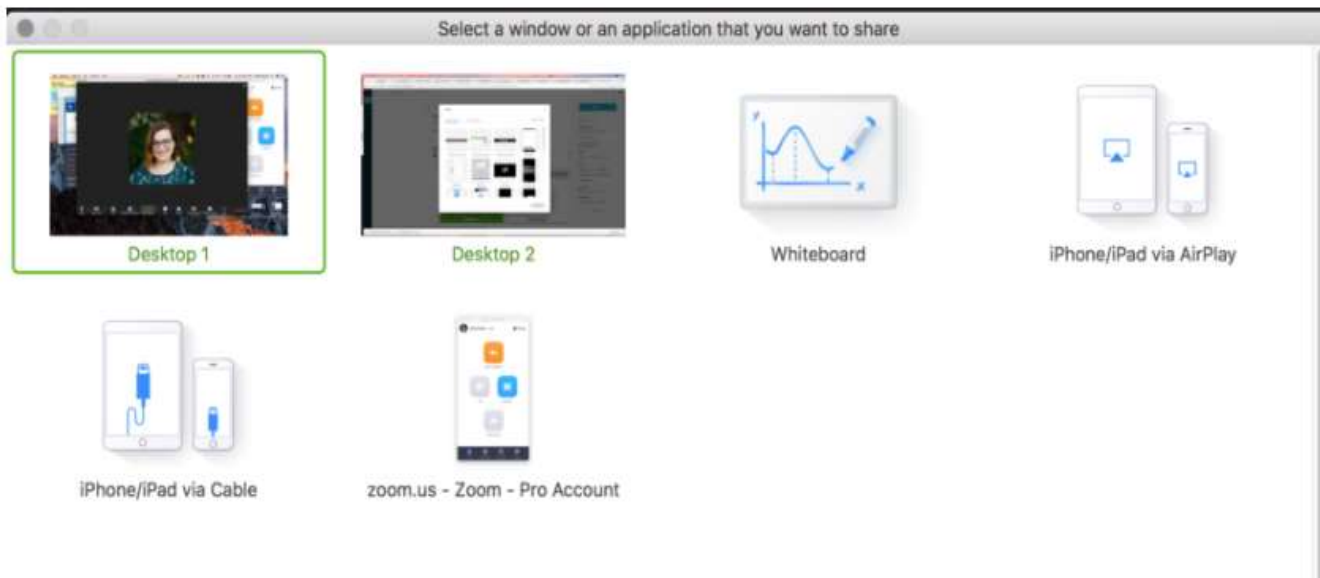 Select a window or an application that you want to share
Desktop 1
Desktop 2
y
x
Whiteboard
iPhone/iPad via AirPlay
iPhone/iPad via Cable
zoom.us - Zoom - Pro Account